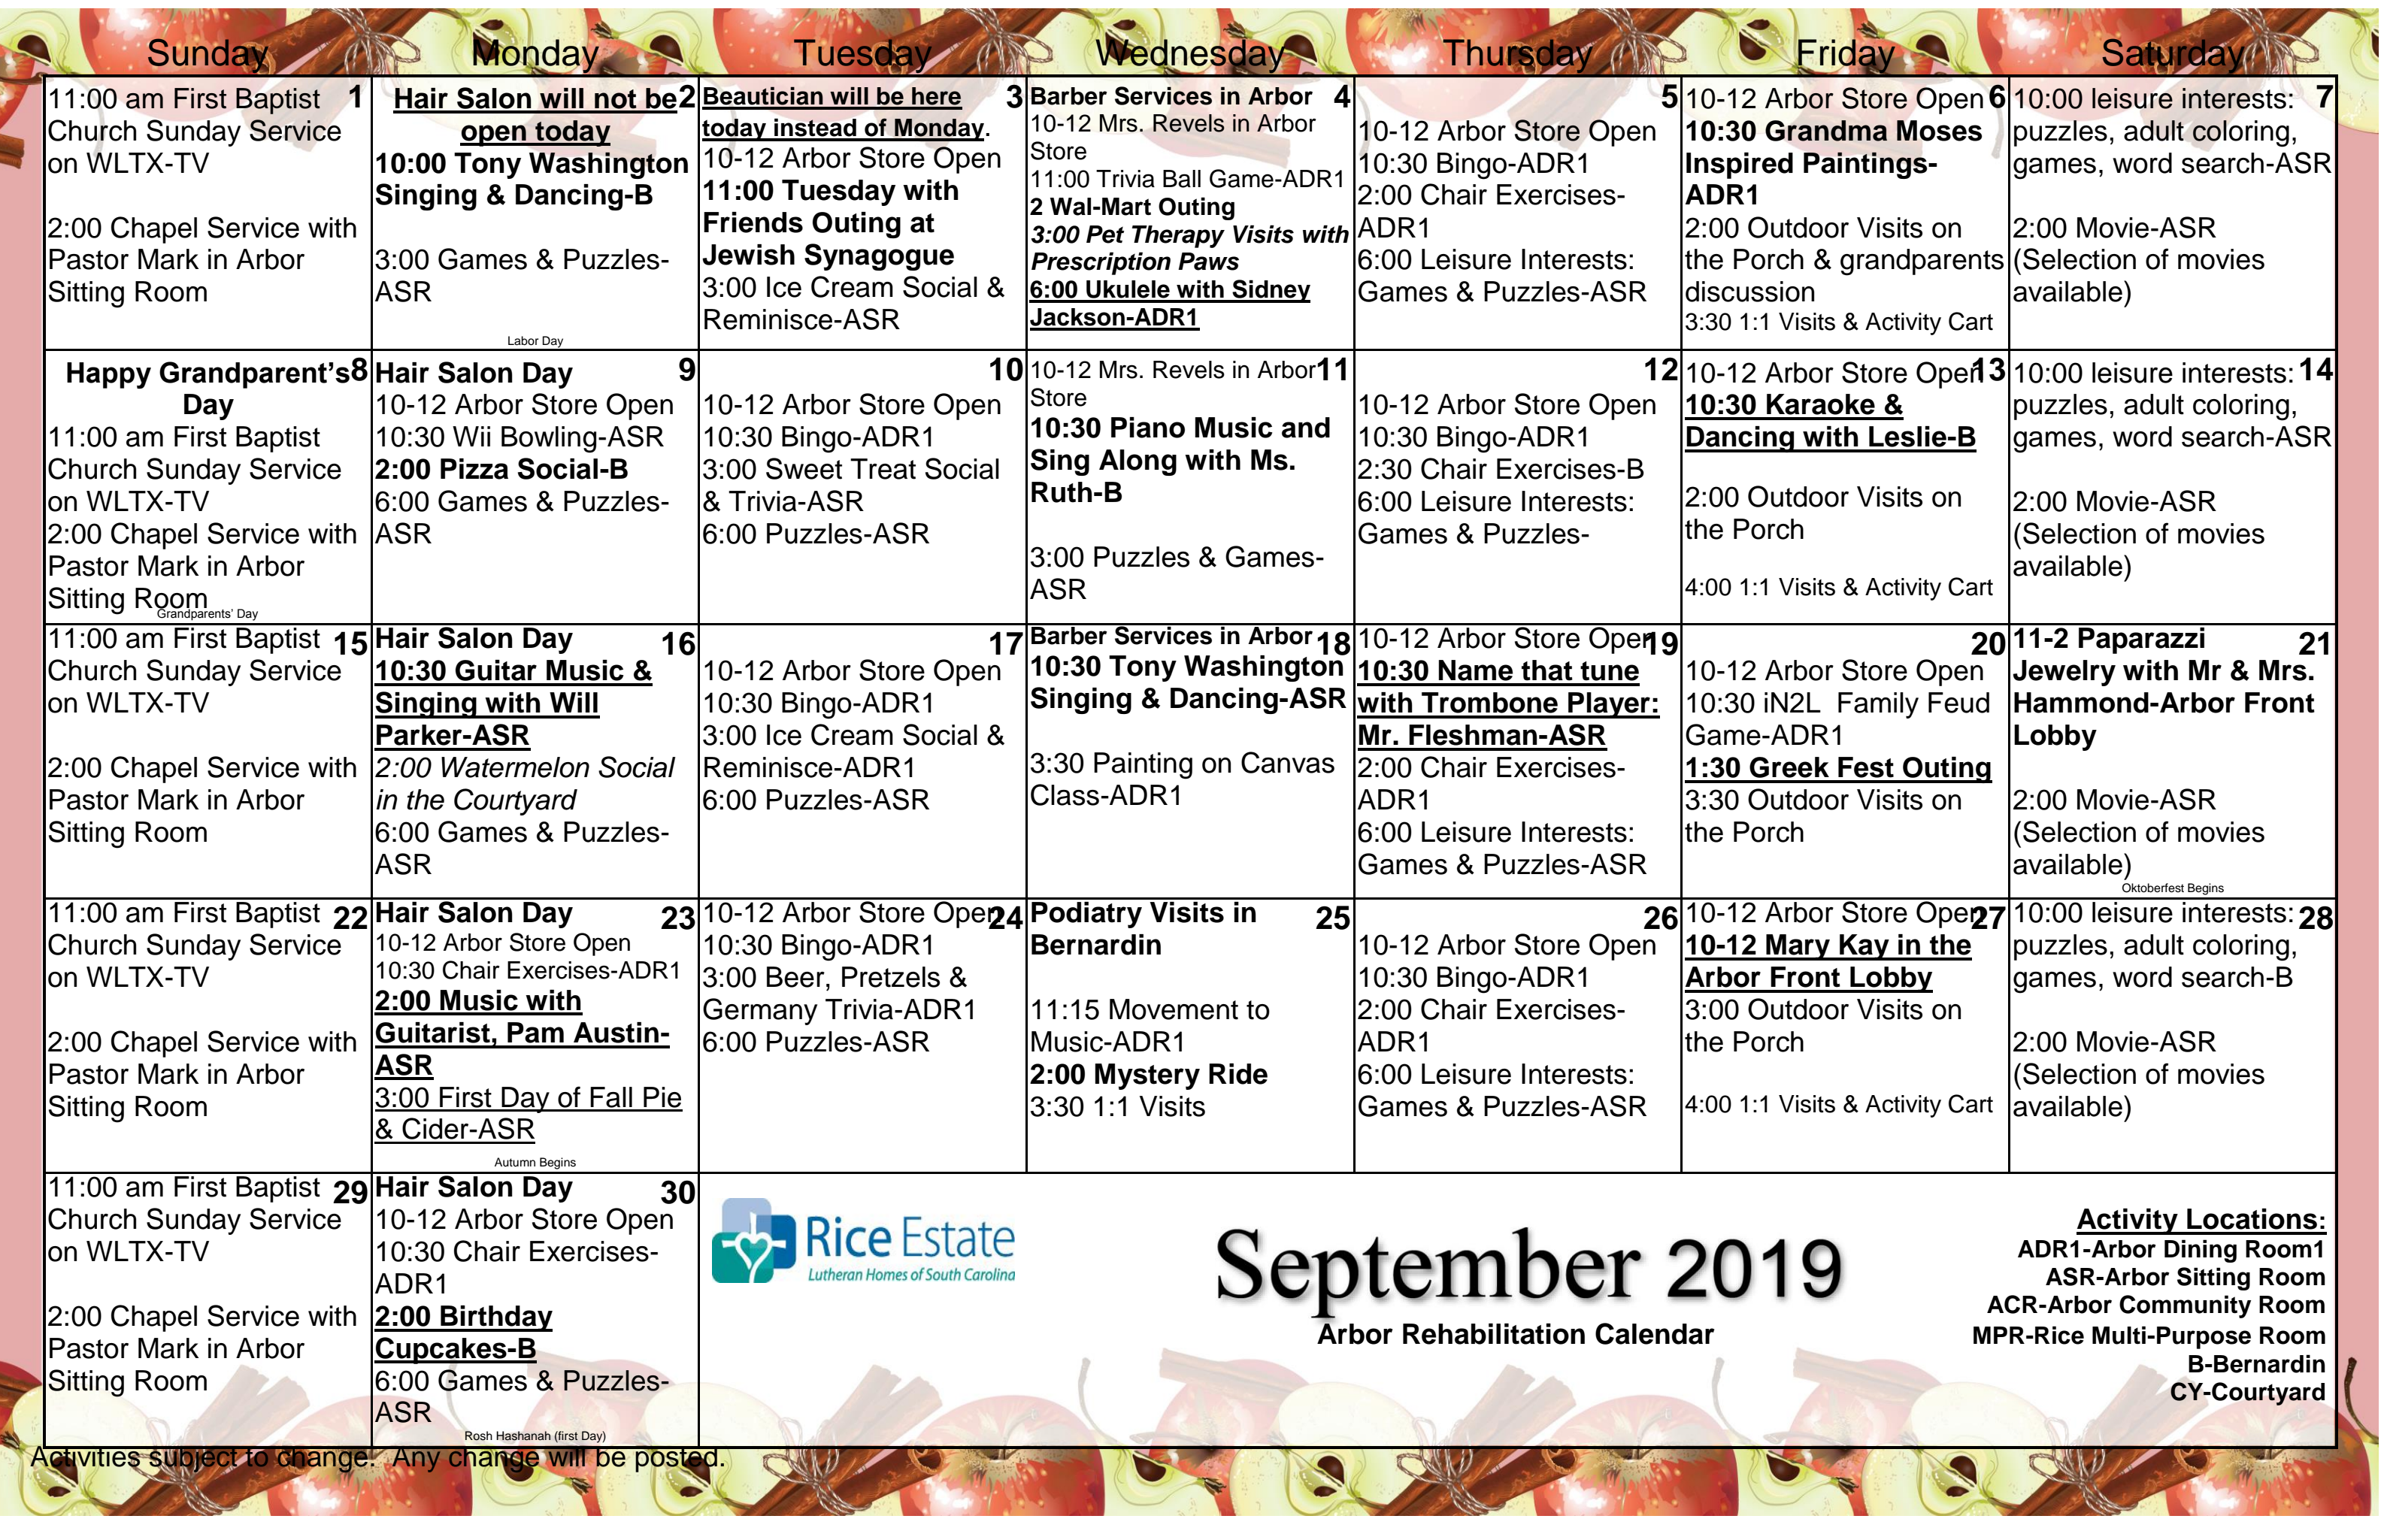 Sunday Monday Tuesday Wednesday Thursday Friday Saturday
11:00 am First Baptist 1
Church Sunday Service
on WLTX-TV
2:00 Chapel Service with
Pastor Mark in Arbor
Sitting Room
Hair Salon will not be 2
open today
10:00 Tony Washington
Singing & Dancing-B
3:00 Games & Puzzles-
ASR
Labor Day
Beautician will be here 3
today instead of Monday.
10-12 Arbor Store Open
11:00 Tuesday with
Friends Outing at
Jewish Synagogue
3:00 Ice Cream Social &
Reminisce-ASR
Barber Services in Arbor 4
10-12 Mrs. Revels in Arbor
Store
11:00 Trivia Ball Game-ADR1
2 Wal-Mart Outing
3:00 Pet Therapy Visits with
Prescription Paws
6:00 Ukulele with Sidney
Jackson-ADR1
5
10-12 Arbor Store Open
10:30 Bingo-ADR1
2:00 Chair Exercises-
ADR1
6:00 Leisure Interests:
Games & Puzzles-ASR
10-12 Arbor Store Open 6
10:30 Grandma Moses
Inspired Paintings-
ADR1
2:00 Outdoor Visits on
the Porch & grandparents
discussion
3:30 1:1 Visits & Activity Cart
10:00 leisure interests: 7
puzzles, adult coloring,
games, word search-ASR
2:00 Movie-ASR
(Selection of movies
available)
Happy Grandparent's 8
Day
11:00 am First Baptist
Church Sunday Service
on WLTX-TV
2:00 Chapel Service with
Pastor Mark in Arbor
Sitting Room
Grandparents' Day
Hair Salon Day 9
10-12 Arbor Store Open
10:30 Wii Bowling-ASR
2:00 Pizza Social-B
6:00 Games & Puzzles-
ASR
10
10-12 Arbor Store Open
10:30 Bingo-ADR1
3:00 Sweet Treat Social
& Trivia-ASR
6:00 Puzzles-ASR
10-12 Mrs. Revels in Arbor 11
Store
10:30 Piano Music and
Sing Along with Ms.
Ruth-B
3:00 Puzzles & Games-
ASR
12
10-12 Arbor Store Open
10:30 Bingo-ADR1
2:30 Chair Exercises-B
6:00 Leisure Interests:
Games & Puzzles-
10-12 Arbor Store Open 13
10:30 Karaoke &
Dancing with Leslie-B
2:00 Outdoor Visits on
the Porch
4:00 1:1 Visits & Activity Cart
10:00 leisure interests: 14
puzzles, adult coloring,
games, word search-ASR
2:00 Movie-ASR
(Selection of movies
available)
11:00 am First Baptist 15
Church Sunday Service
on WLTX-TV
2:00 Chapel Service with
Pastor Mark in Arbor
Sitting Room
Hair Salon Day 16
10:30 Guitar Music &
Singing with Will
Parker-ASR
2:00 Watermelon Social
in the Courtyard
6:00 Games & Puzzles-
ASR
17
10-12 Arbor Store Open
10:30 Bingo-ADR1
3:00 Ice Cream Social &
Reminisce-ADR1
6:00 Puzzles-ASR
Barber Services in Arbor 18
10:30 Tony Washington
Singing & Dancing-ASR
3:30 Painting on Canvas
Class-ADR1
10-12 Arbor Store Open 19
10:30 Name that tune
with Trombone Player:
Mr. Fleshman-ASR
2:00 Chair Exercises-
ADR1
6:00 Leisure Interests:
Games & Puzzles-ASR
20
10-12 Arbor Store Open
10:30 iN2L Family Feud
Game-ADR1
1:30 Greek Fest Outing
3:30 Outdoor Visits on
the Porch
11-2 Paparazzi 21
Jewelry with Mr & Mrs.
Hammond-Arbor Front
Lobby
2:00 Movie-ASR
(Selection of movies
available)
Oktoberfest Begins
11:00 am First Baptist 22
Church Sunday Service
on WLTX-TV
2:00 Chapel Service with
Pastor Mark in Arbor
Sitting Room
Hair Salon Day 23
10-12 Arbor Store Open
10:30 Chair Exercises-ADR1
2:00 Music with
Guitarist, Pam Austin-
ASR
3:00 First Day of Fall Pie
& Cider-ASR
Autumn Begins
10-12 Arbor Store Open 24
10:30 Bingo-ADR1
3:00 Beer, Pretzels &
Germany Trivia-ADR1
6:00 Puzzles-ASR
Podiatry Visits in 25
Bernardin
11:15 Movement to
Music-ADR1
2:00 Mystery Ride
3:30 1:1 Visits
26
10-12 Arbor Store Open
10:30 Bingo-ADR1
2:00 Chair Exercises-
ADR1
6:00 Leisure Interests:
Games & Puzzles-ASR
10-12 Arbor Store Open 27
10-12 Mary Kay in the
Arbor Front Lobby
3:00 Outdoor Visits on
the Porch
4:00 1:1 Visits & Activity Cart
10:00 leisure interests: 28
puzzles, adult coloring,
games, word search-B
2:00 Movie-ASR
(Selection of movies
available)
11:00 am First Baptist 29
Church Sunday Service
on WLTX-TV
2:00 Chapel Service with
Pastor Mark in Arbor
Sitting Room
Hair Salon Day 30
10-12 Arbor Store Open
10:30 Chair Exercises-
ADR1
2:00 Birthday
Cupcakes-B
6:00 Games & Puzzles-
ASR
Rosh Hashanah (first Day)
Rice Estate
Lutheran Homes of South Carolina
September 2019
Arbor Rehabilitation Calendar
Activity Locations:
ADR1-Arbor Dining Room1
ASR-Arbor Sitting Room
ACR-Arbor Community Room
MPR-Rice Multi-Purpose Room
B-Bernardin
CY-Courtyard
Activities subject to change. Any change will be posted.